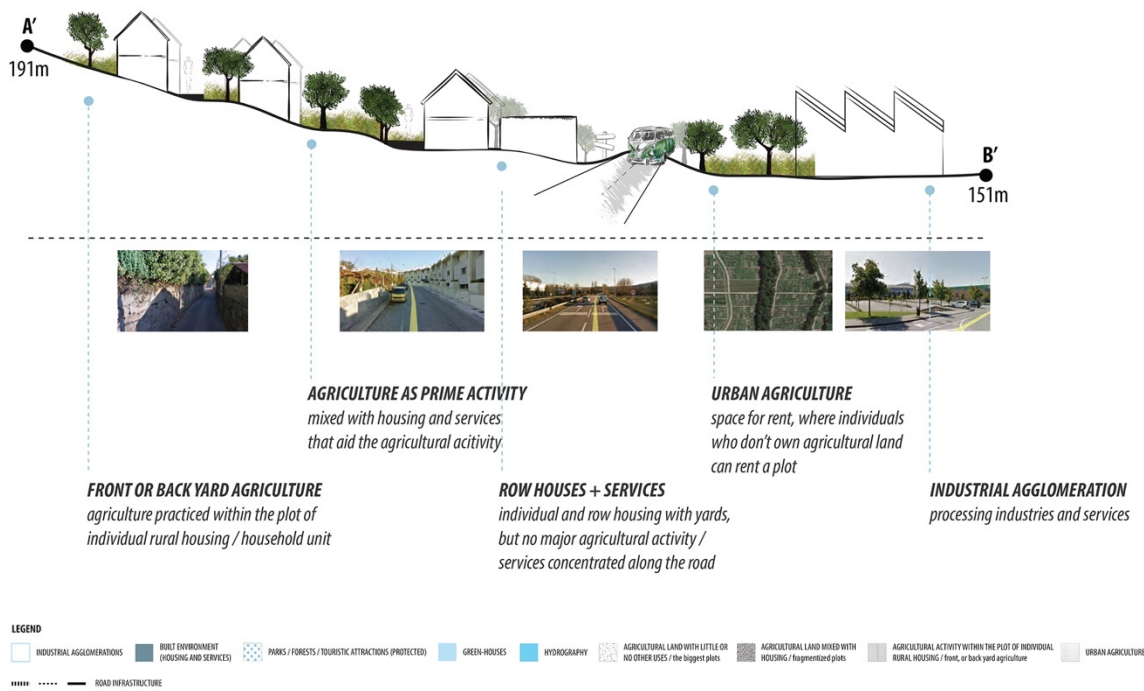 A'
191m
B'
151m
AGRICULTURE AS PRIME ACTIVITY
mixed with housing and services
that aid the agricultural acitivity
URBAN AGRICULTURE
space for rent, where individuals
who don't own agricultural land
can rent a plot
FRONT OR BACK YARD AGRICULTURE
agriculture practiced within the plot of
individual rural housing / household unit
ROW HOUSES + SERVICES
individual and row housing with yards,
but no major agricultural activity /
services concentrated along the road
INDUSTRIAL AGGLOMERATION
processing industries and services
LEGEND
INDUSTRIAL AGGLOMERATIONS
BUILT ENVIRONMENT
(HOUSING AND SERVICES)
PARKS / FORESTS / TOURISTIC ATTRACTIONS (PROTECTED)
GREEN-HOUSES
HYDROGRAPHY
AGRICULTURAL LAND WITH LITTLE OR
NO OTHER USES / the biggest plots
AGRICULTURAL LAND MIXED WITH
HOUSING / fragmentized plots
AGRICULTURAL ACTIVITY WITHIN THE PLOT OF INDIVIDUAL
RURAL HOUSING / front, or back yard agriculture
URBAN AGRICULTURE
ROAD INFRASTRUCTURE